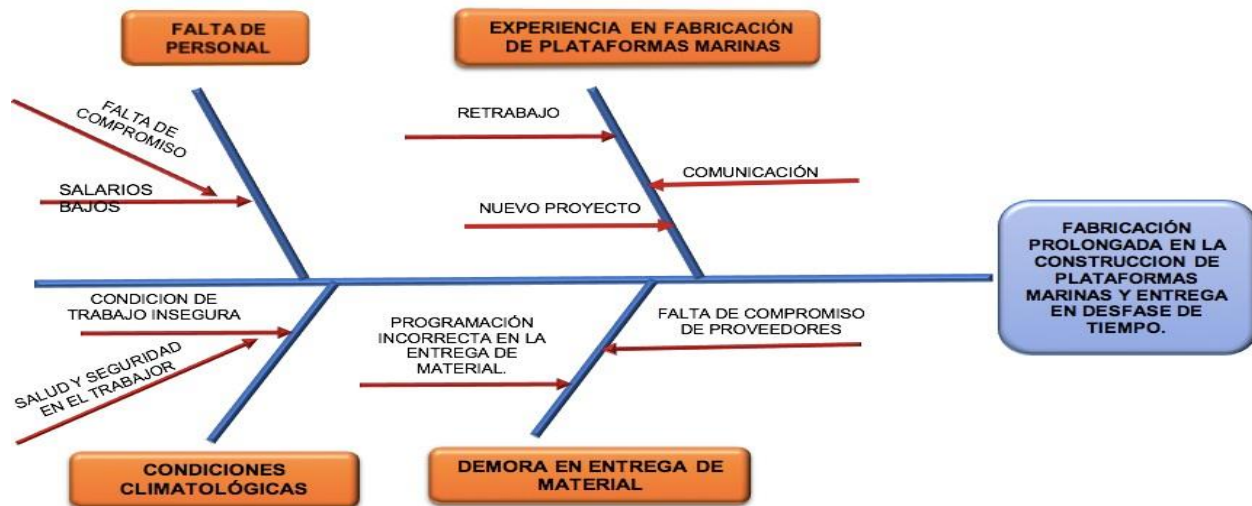 FALTA DE
PERSONAL
EXPERIENCIA EN FABRICACIÓN
DE PLATAFORMAS MARINAS
FALTA DE
COMPROMISO
SALARIOS
BAJOS
RETRABAJO
COMUNICACIÓN
NUEVO PROYECTO
FABRICACIÓN
PROLONGADA EN LA
CONSTRUCCION DE
PLATAFORMAS
MARINAS Y ENTREGA
EN DESFASE DE
TIEMPO.
CONDICION DE
TRABAJO INSEGURA
SALUD Y SEGURIDAD
EN EL TRABAJOR
PROGRAMACIÓN
INCORRECTA EN LA
ENTREGA DE
MATERIAL.
FALTA DE COMPROMISO
DE PROVEEDORES
CONDICIONES
CLIMATOLÓGICAS
DEMORA EN ENTREGA DE
MATERIAL